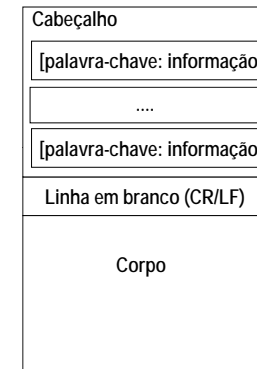 Cabeçalho
[palavra-chave: informação
....
[palavra-chave: informação
Linha em branco (CR/LF)
Corpo